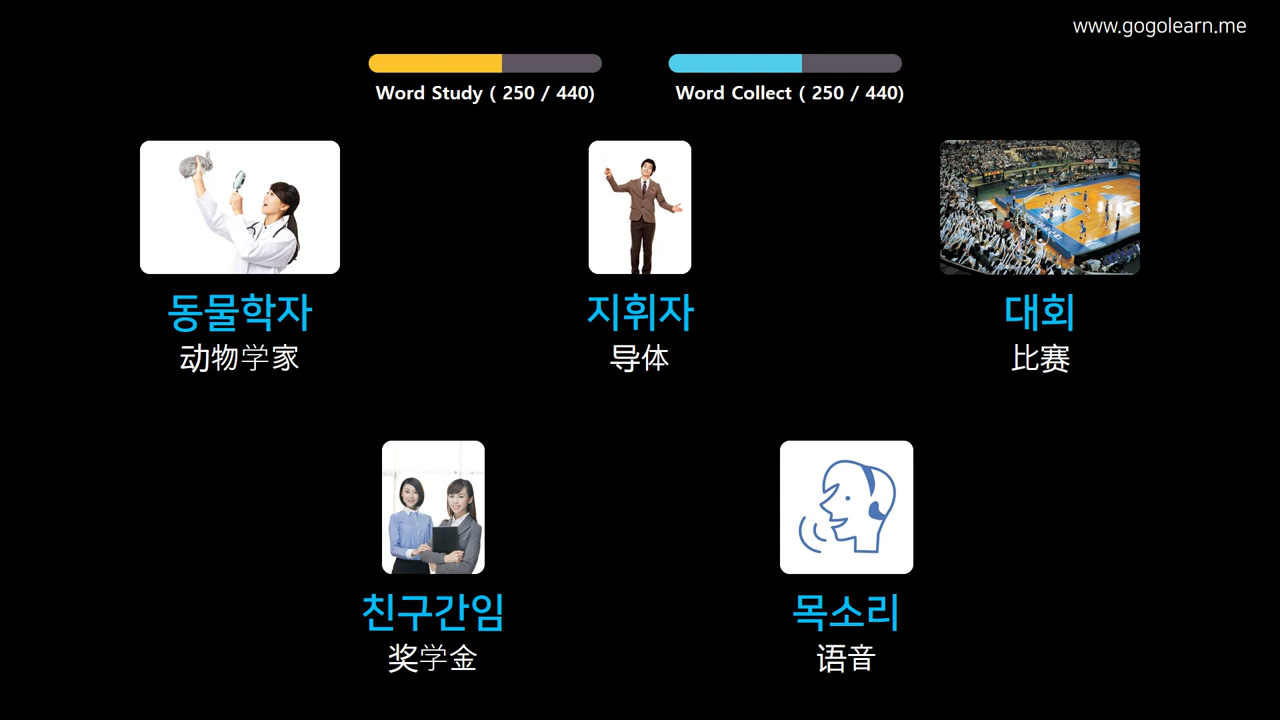 www.gogolearn.me
Word Study ( 250 / 440)
Word Collect ( 250 / 440)
동물학자
动物学家
지휘자
导体
대회
比赛
친구간임
奖学金
목소리
语音